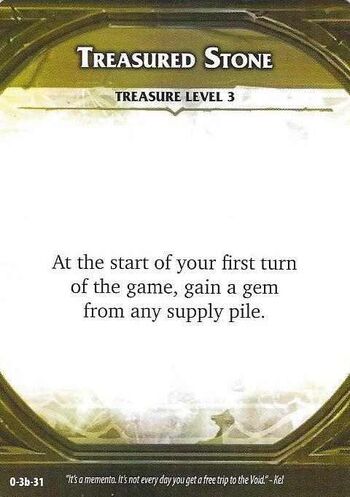 TREASURED STONE
TREASURE LEVEL 3
At the start of your first turn
of the game, gain a gem
from any supply pile.
0-3b-31
"It's a memento. It's not every day you get a free trip to the Void." – Kel